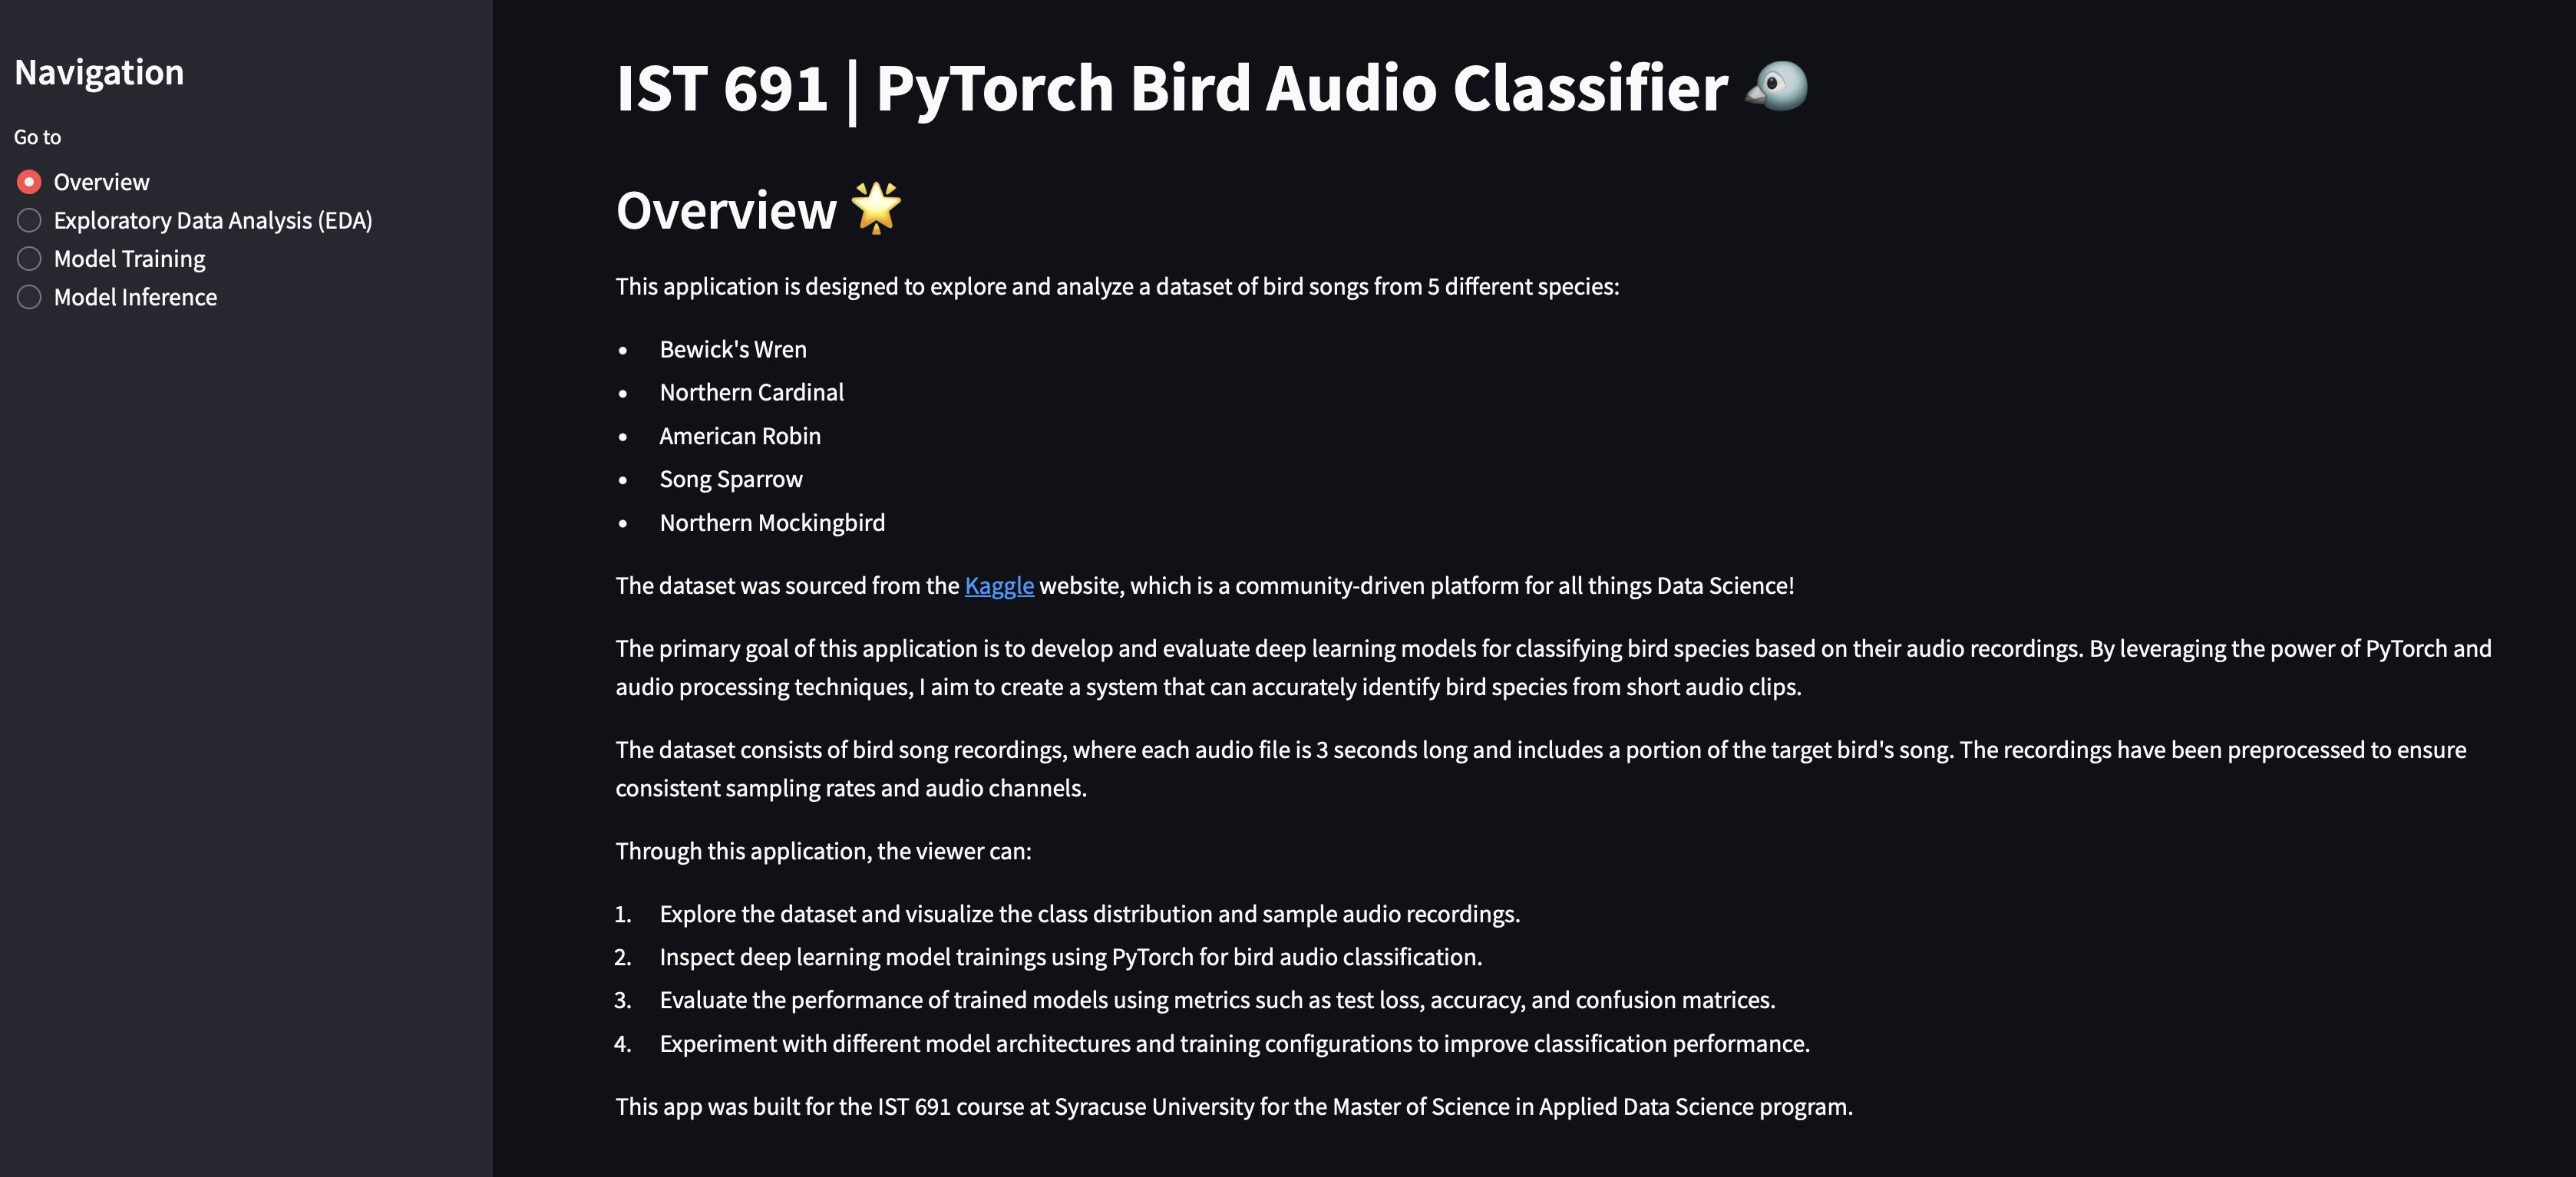 Navigation
Go to
Overview
Exploratory Data Analysis (EDA)
Model Training
Model Inference
IST 691 | PyTorch Bird Audio Classifier
Overview
This application is designed to explore and analyze a dataset of bird songs from 5 different species:
• Bewick's Wren
• Northern Cardinal
• American Robin
• Song Sparrow
• Northern Mockingbird
The dataset was sourced from the Kaggle website, which is a community-driven platform for all things Data Science!
The primary goal of this application is to develop and evaluate deep learning models for classifying bird species based on their audio recordings. By leveraging the power of PyTorch and
audio processing techniques, I aim to create a system that can accurately identify bird species from short audio clips.
The dataset consists of bird song recordings, where each audio file is 3 seconds long and includes a portion of the target bird's song. The recordings have been preprocessed to ensure
consistent sampling rates and audio channels.
Through this application, the viewer can:
1. Explore the dataset and visualize the class distribution and sample audio recordings.
2. Inspect deep learning model trainings using PyTorch for bird audio classification.
3. Evaluate the performance of trained models using metrics such as test loss, accuracy, and confusion matrices.
4. Experiment with different model architectures and training configurations to improve classification performance.
This app was built for the IST 691 course at Syracuse University for the Master of Science in Applied Data Science program.